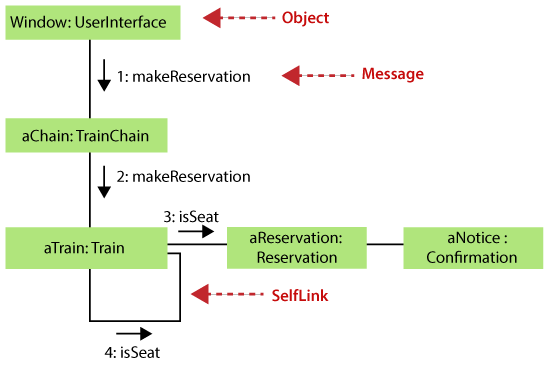 Window: UserInterface
Object
1: makeReservation
Message
aChain: TrainChain
2: makeReservation
3: isSeat
aTrain: Train
aReservation:
Reservation
aNotice :
Confirmation
SelfLink
4: isSeat